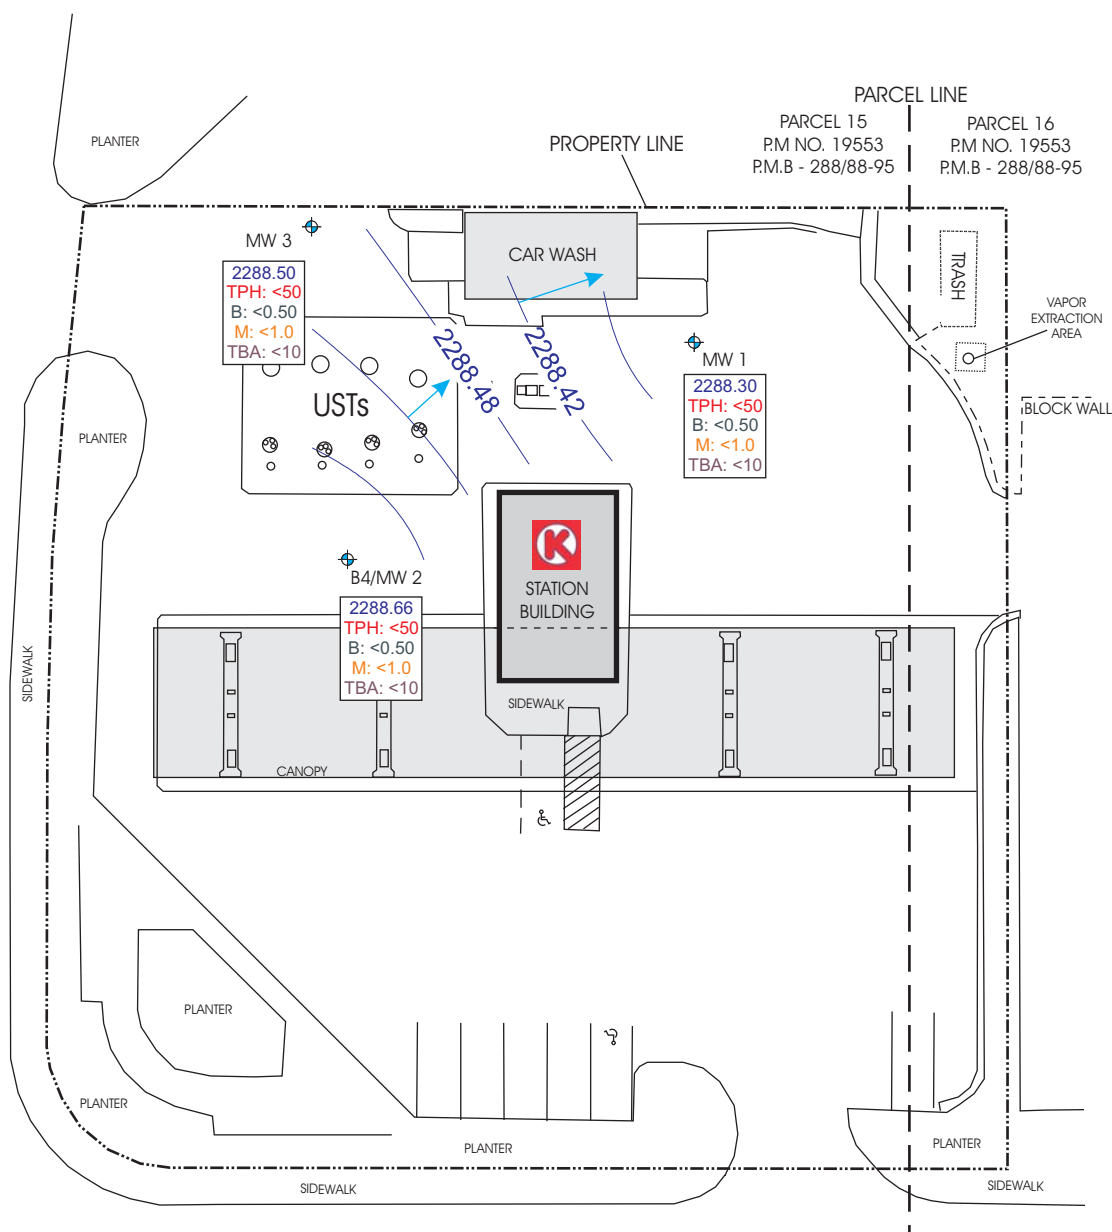 PARCEL LINE
PARCEL 15
P.M NO. 19553
P.M.B - 288/88-95
PARCEL 16
P.M NO. 19553
P.M.B - 288/88-95
PROPERTY LINE
PLANTER
MW 3
2288.50
TPH: <50
B: <0.50
M: <1.0
TBA: <10
CAR WASH
TRASH
VAPOR
EXTRACTION
AREA
2288.48
2288.42
MW 1
2288.30
TPH: <50
B: <0.50
M: <1.0
TBA: <10
USTs
BLOCK WALL
PLANTER
K
STATION
BUILDING
B4/MW 2
2288.66
TPH: <50
B: <0.50
M: <1.0
TBA: <10
SIDEWALK
SIDEWALK
CANOPY
PLANTER
PLANTER
PLANTER
PLANTER
SIDEWALK
SIDEWALK